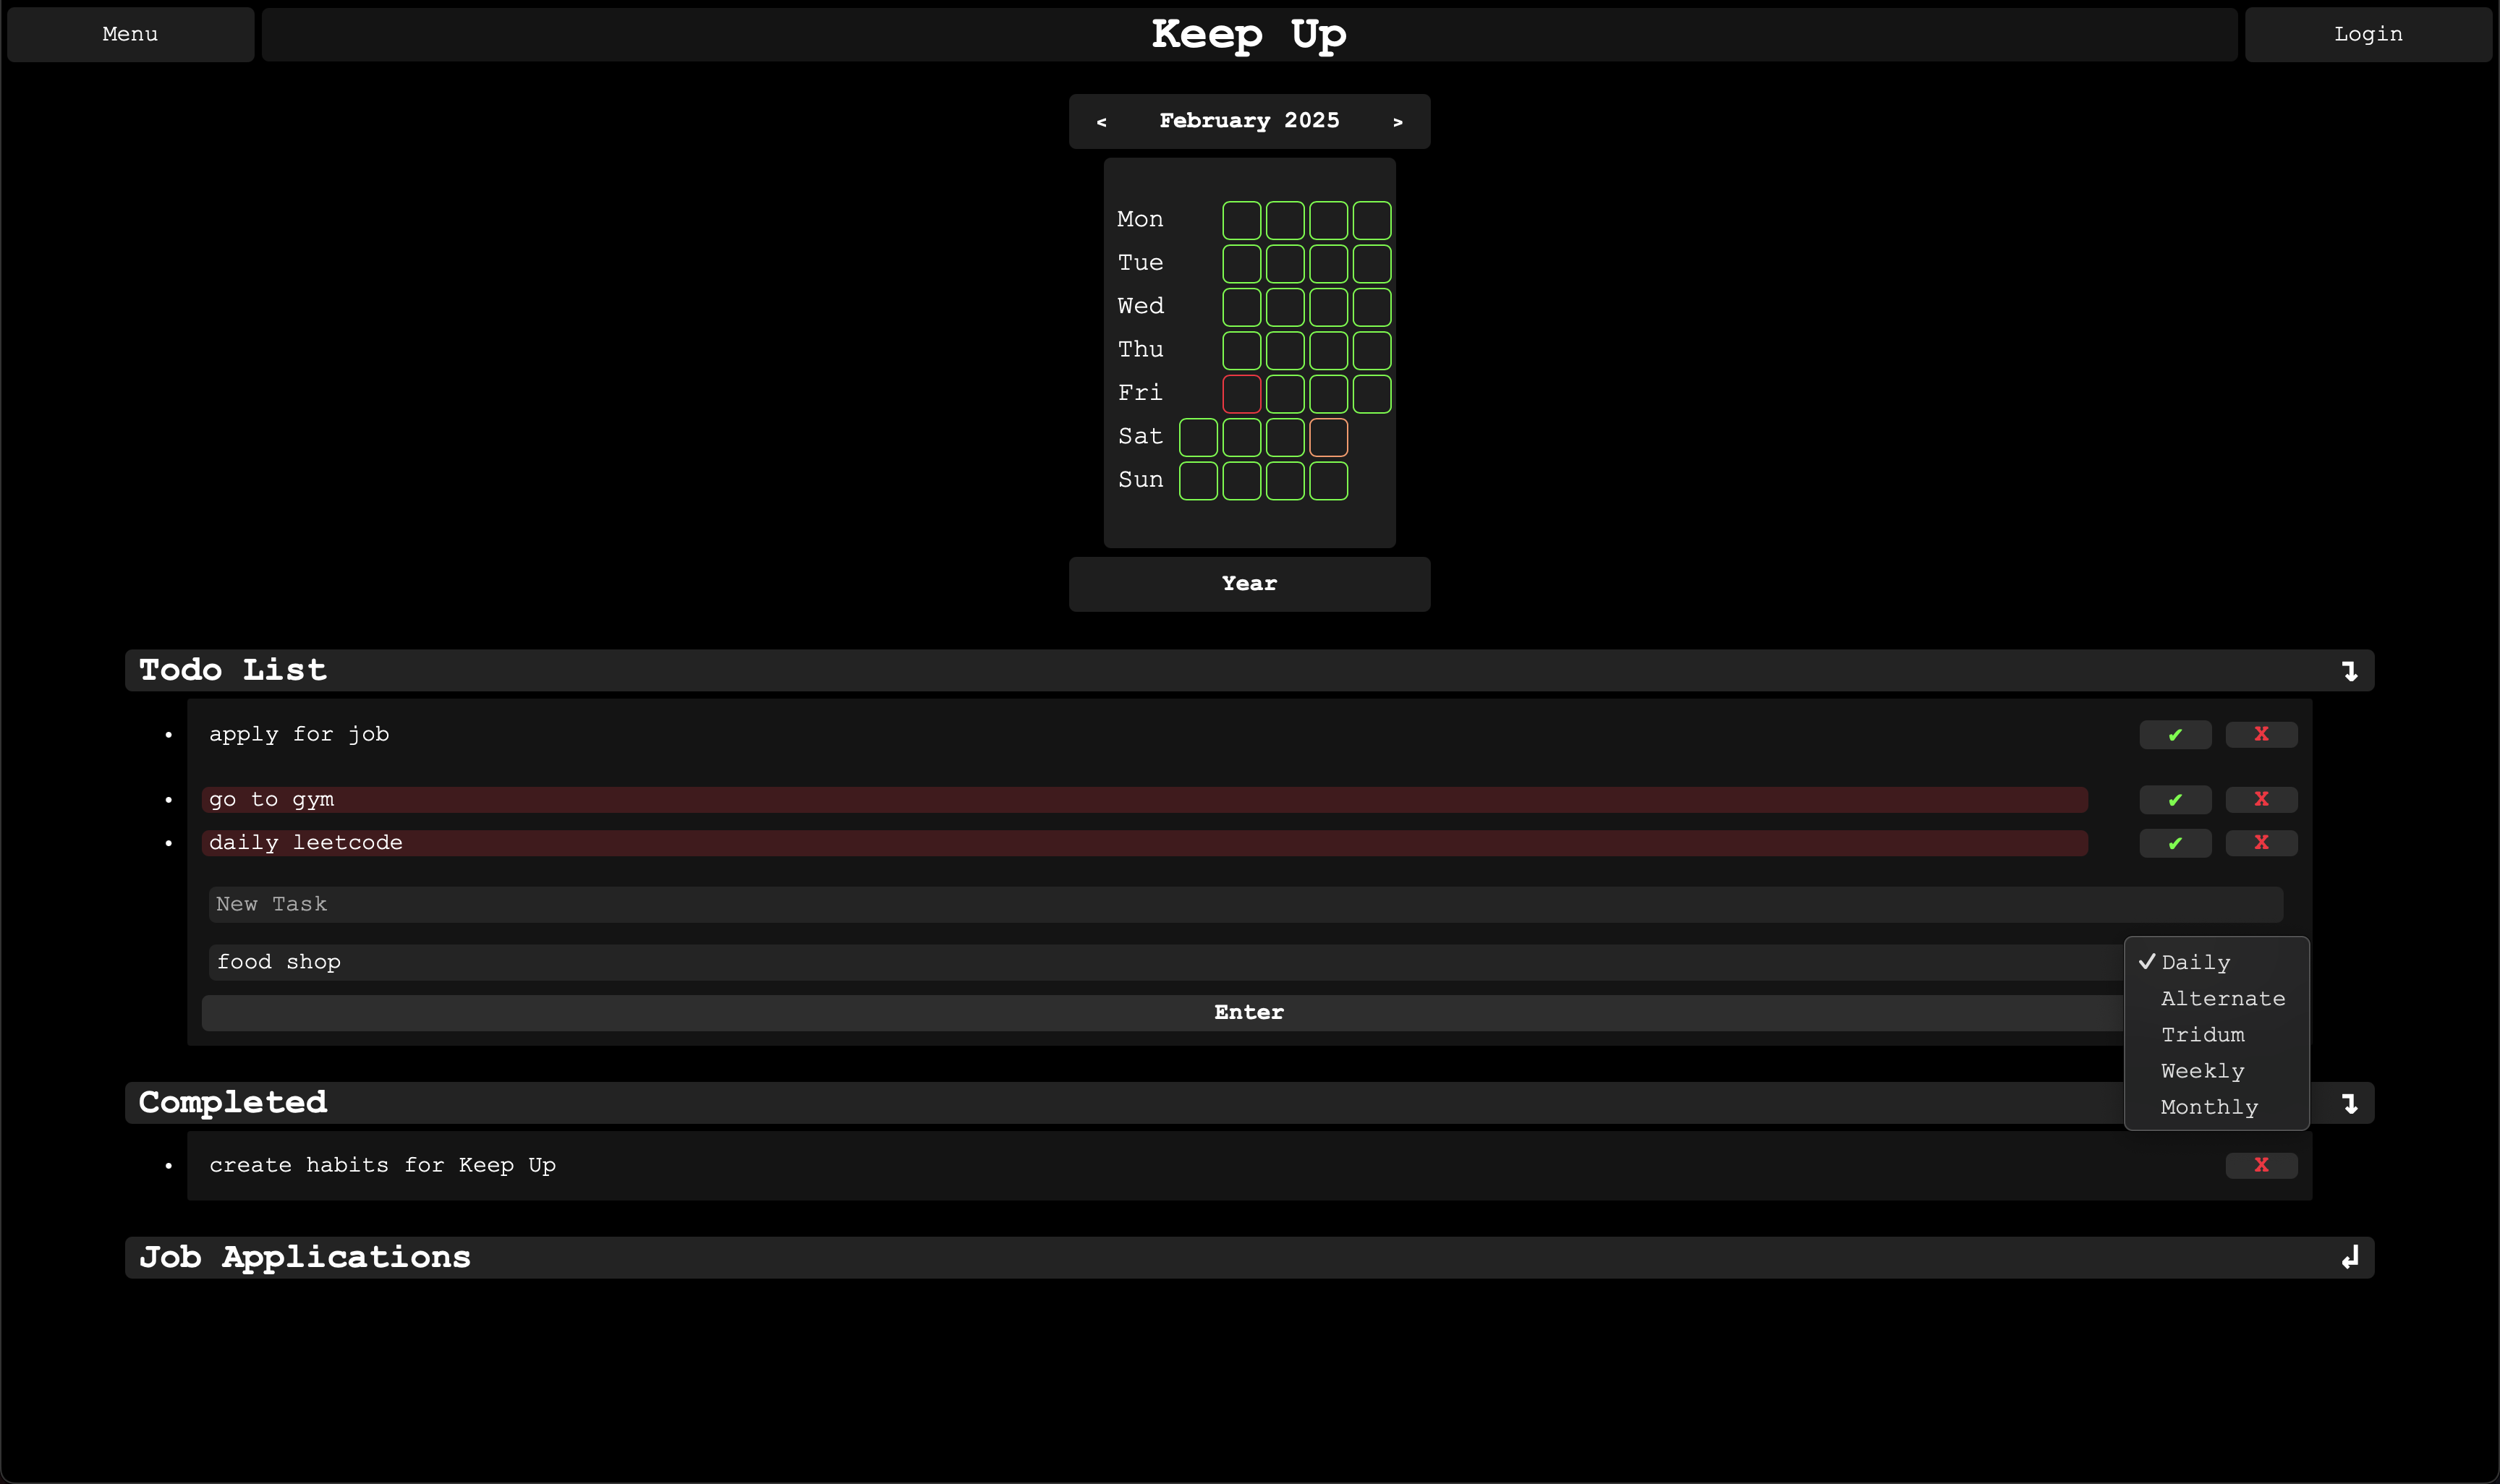 Menu
Keep Up
Login
< February 2025 >
Mon
Tue
Wed
Thu
Fri
Sat
Sun
Year
Todo List ↴
• apply for job ✔ X
• go to gym ✔ X
• daily leetcode ✔ X
New Task
food shop
✓ Daily
Alternate
Tridum
Weekly
Monthly
Enter
Completed ↴
• create habits for Keep Up X
Job Applications ↲